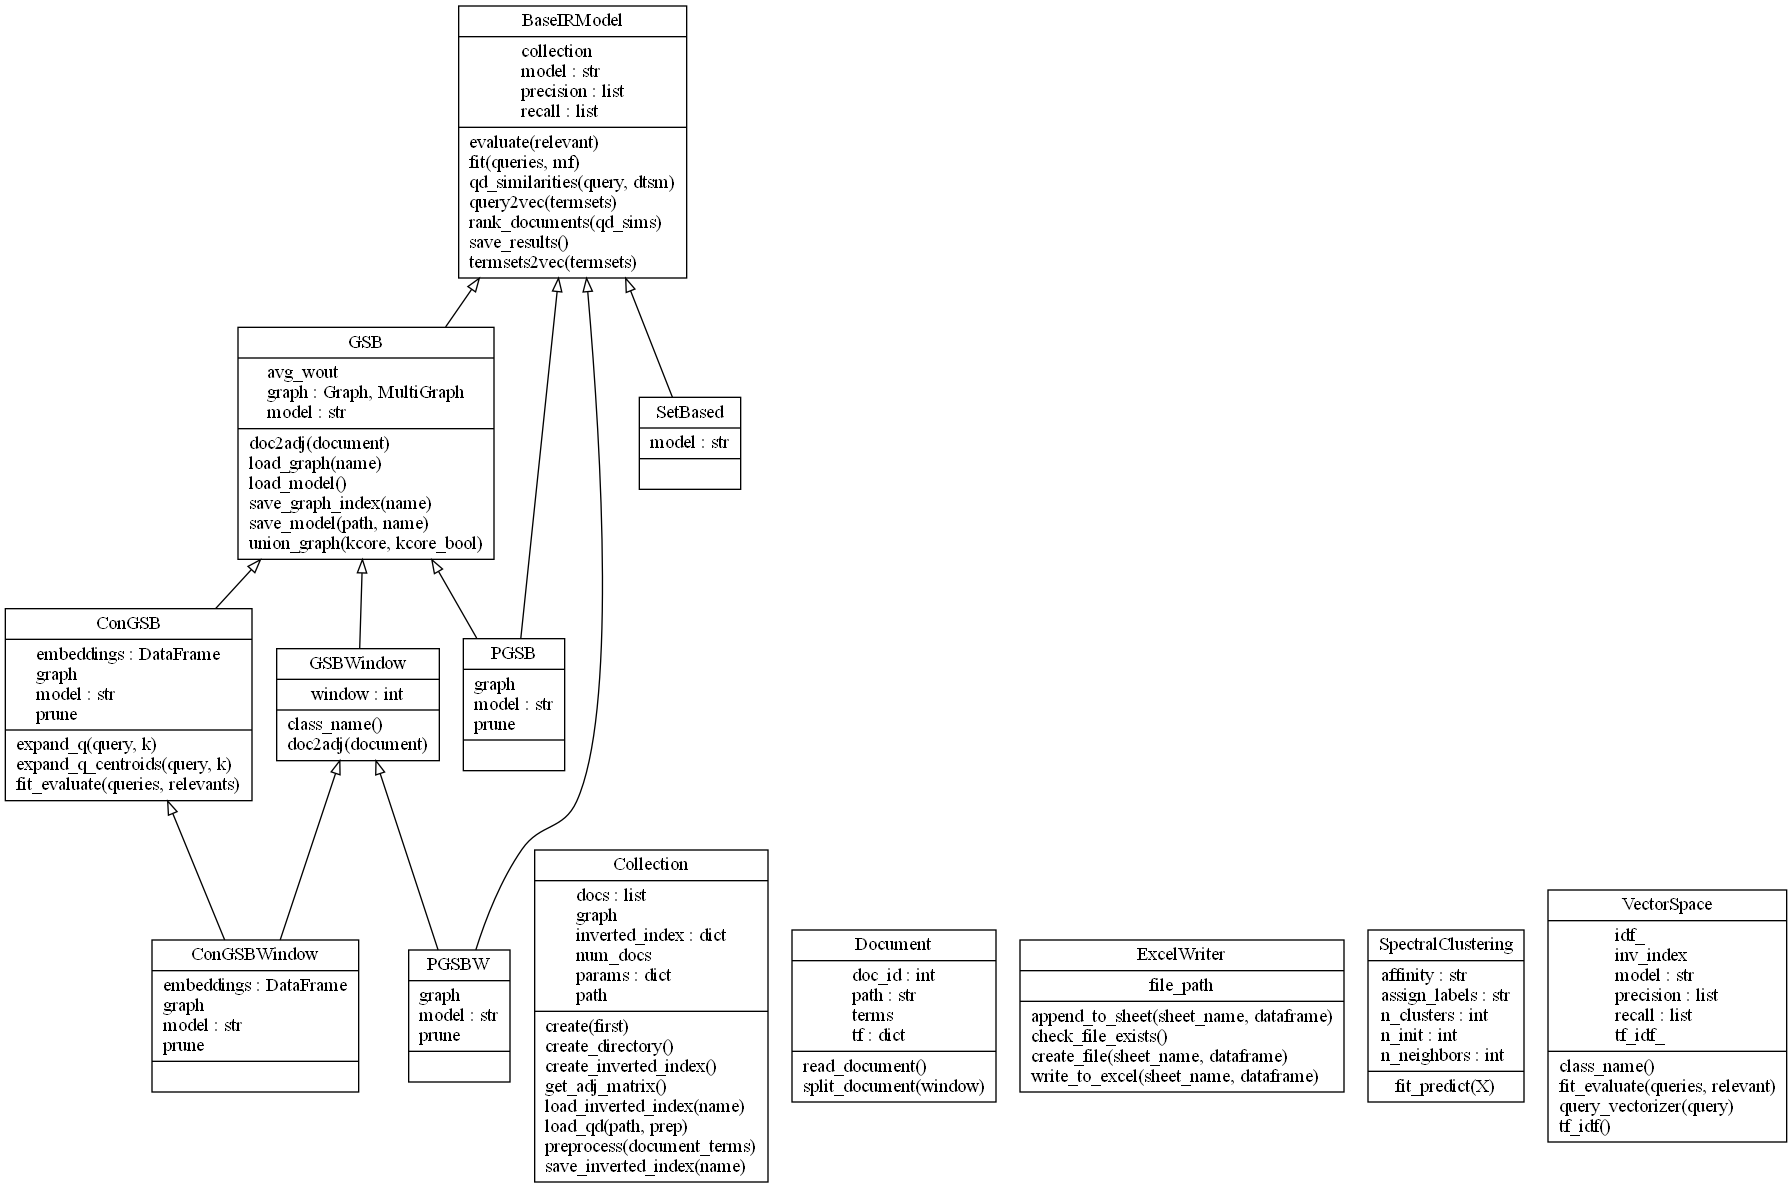 BaseIRModel
collection
model : str
precision : list
recall : list
evaluate(relevant)
fit(queries, mf)
qd_similarities(query, dtsm)
query2vec(termsets)
rank_documents(qd_sims)
save_results()
termsets2vec(termsets)
GSB
avg_wout
graph : Graph, MultiGraph
model : str
doc2adj(document)
load_graph(name)
load_model()
save_graph_index(name)
save_model(path, name)
union_graph(kcore, kcore_bool)
SetBased
model : str
ConGSB
embeddings : DataFrame
graph
model : str
prune
expand_q(query, k)
expand_q_centroids(query, k)
fit_evaluate(queries, relevants)
GSBWindow
window : int
class_name()
doc2adj(document)
PGSB
graph
model : str
prune
ConGSBWindow
embeddings : DataFrame
graph
model : str
prune
PGSBW
graph
model : str
prune
Collection
docs : list
graph
inverted_index : dict
num_docs
params : dict
path
create(first)
create_directory()
create_inverted_index()
get_adj_matrix()
load_inverted_index(name)
load_qd(path, prep)
preprocess(document_terms)
save_inverted_index(name)
Document
doc_id : int
path : str
terms
tf : dict
read_document()
split_document(window)
ExcelWriter
file_path
append_to_sheet(sheet_name, dataframe)
check_file_exists()
create_file(sheet_name, dataframe)
write_to_excel(sheet_name, dataframe)
SpectralClustering
affinity : str
assign_labels : str
n_clusters : int
n_init : int
n_neighbors : int
fit_predict(X)
VectorSpace
idf_
inv_index
model : str
precision : list
recall : list
tf_idf_
class_name()
fit_evaluate(queries, relevant)
query_vectorizer(query)
tf_idf()